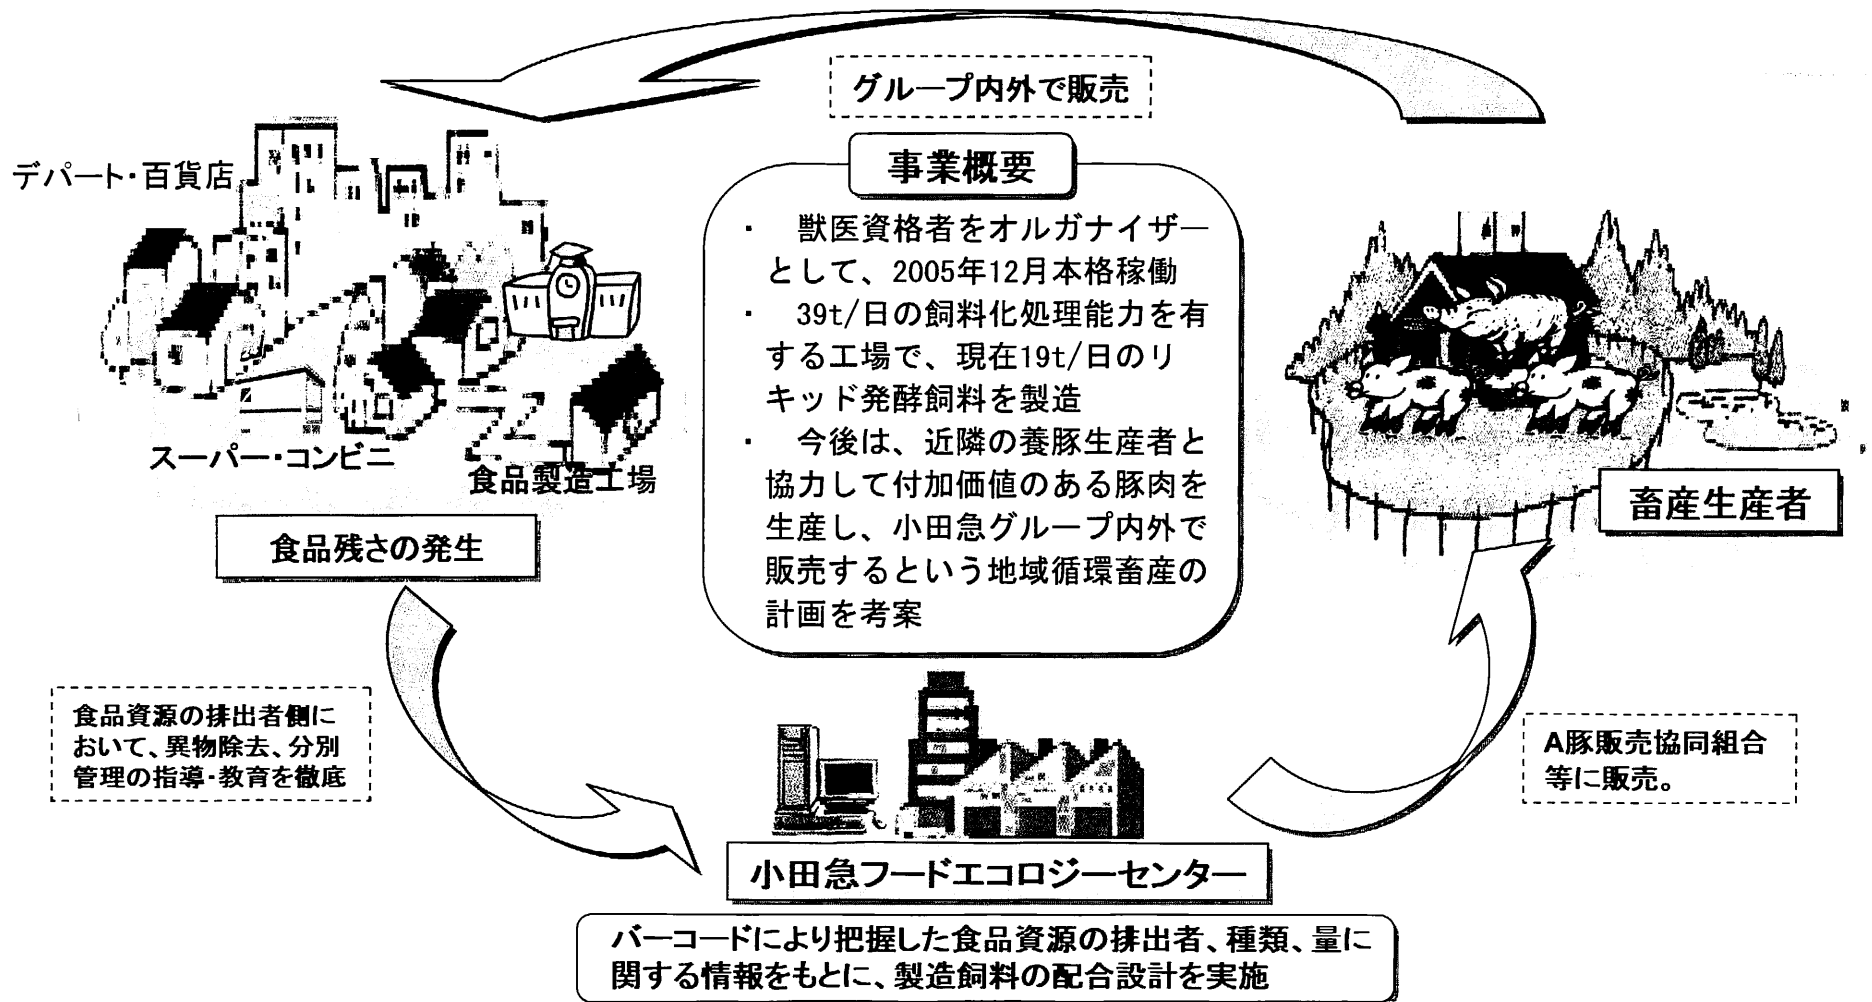 グループ内外で販売
デパート・百貨店
スーパー・コンビニ
食品製造工場
食品残さの発生
事業概要
・　獣医資格者をオルガナイザー
として、2005年12月本格稼働
・　39t/日の飼料化処理能力を有
する工場で、現在19t/日のリ
キッド発酵飼料を製造
・　今後は、近隣の養豚生産者と
協力して付加価値のある豚肉を
生産し、小田急グループ内外で
販売するという地域循環畜産の
計画を考案
畜産生産者
食品資源の排出者側に
おいて、異物除去、分別
管理の指導・教育を徹底
A豚販売協同組合
等に販売。
小田急フードエコロジーセンター
バーコードにより把握した食品資源の排出者、種類、量に
関する情報をもとに、製造飼料の配合設計を実施